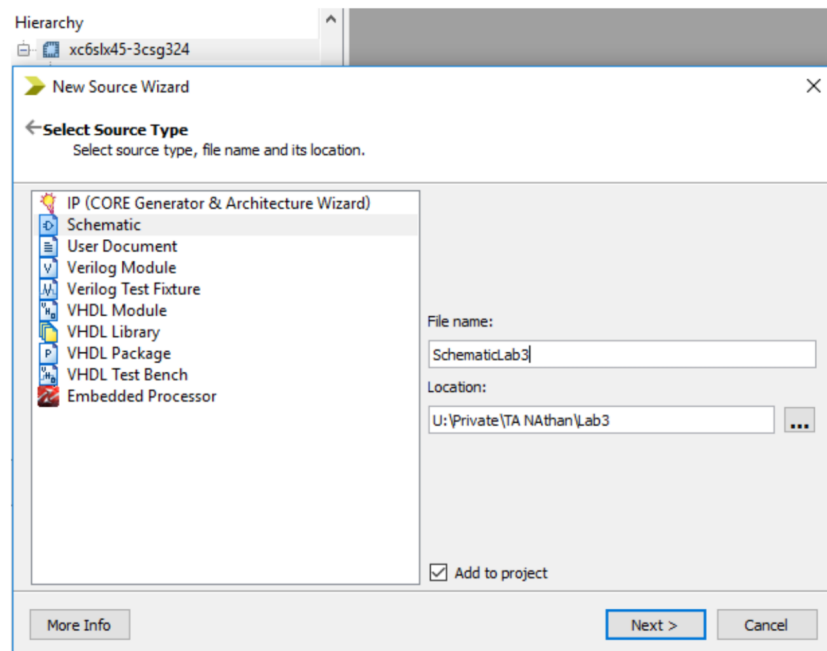 Hierarchy
xc6slx45-3csg324
New Source Wizard
Select Source Type
Select source type, file name and its location.
IP (CORE Generator & Architecture Wizard)
Schematic
User Document
Verilog Module
Verilog Test Fixture
VHDL Module
VHDL Library
VHDL Package
VHDL Test Bench
Embedded Processor
File name:
SchematicLab3
Location:
U:\Private\TA NAthan\Lab3
...
Add to project
More Info
Next >
Cancel